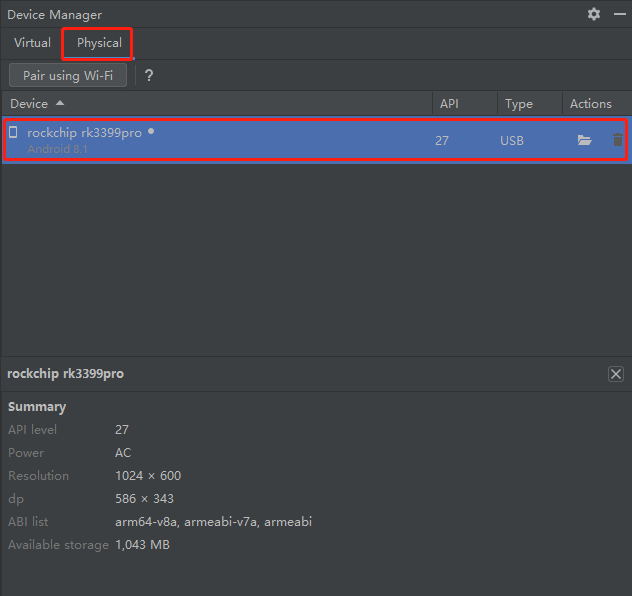 Device Manager
Virtual Physical
Pair using Wi-Fi ?
Device API Type Actions
rockchip rk3399pro 27 USB
Android 8.1
rockchip rk3399pro
Summary
API level 27
Power AC
Resolution 1024 × 600
dp 586 × 343
ABI list arm64-v8a, armeabi-v7a, armeabi
Available storage 1,043 MB